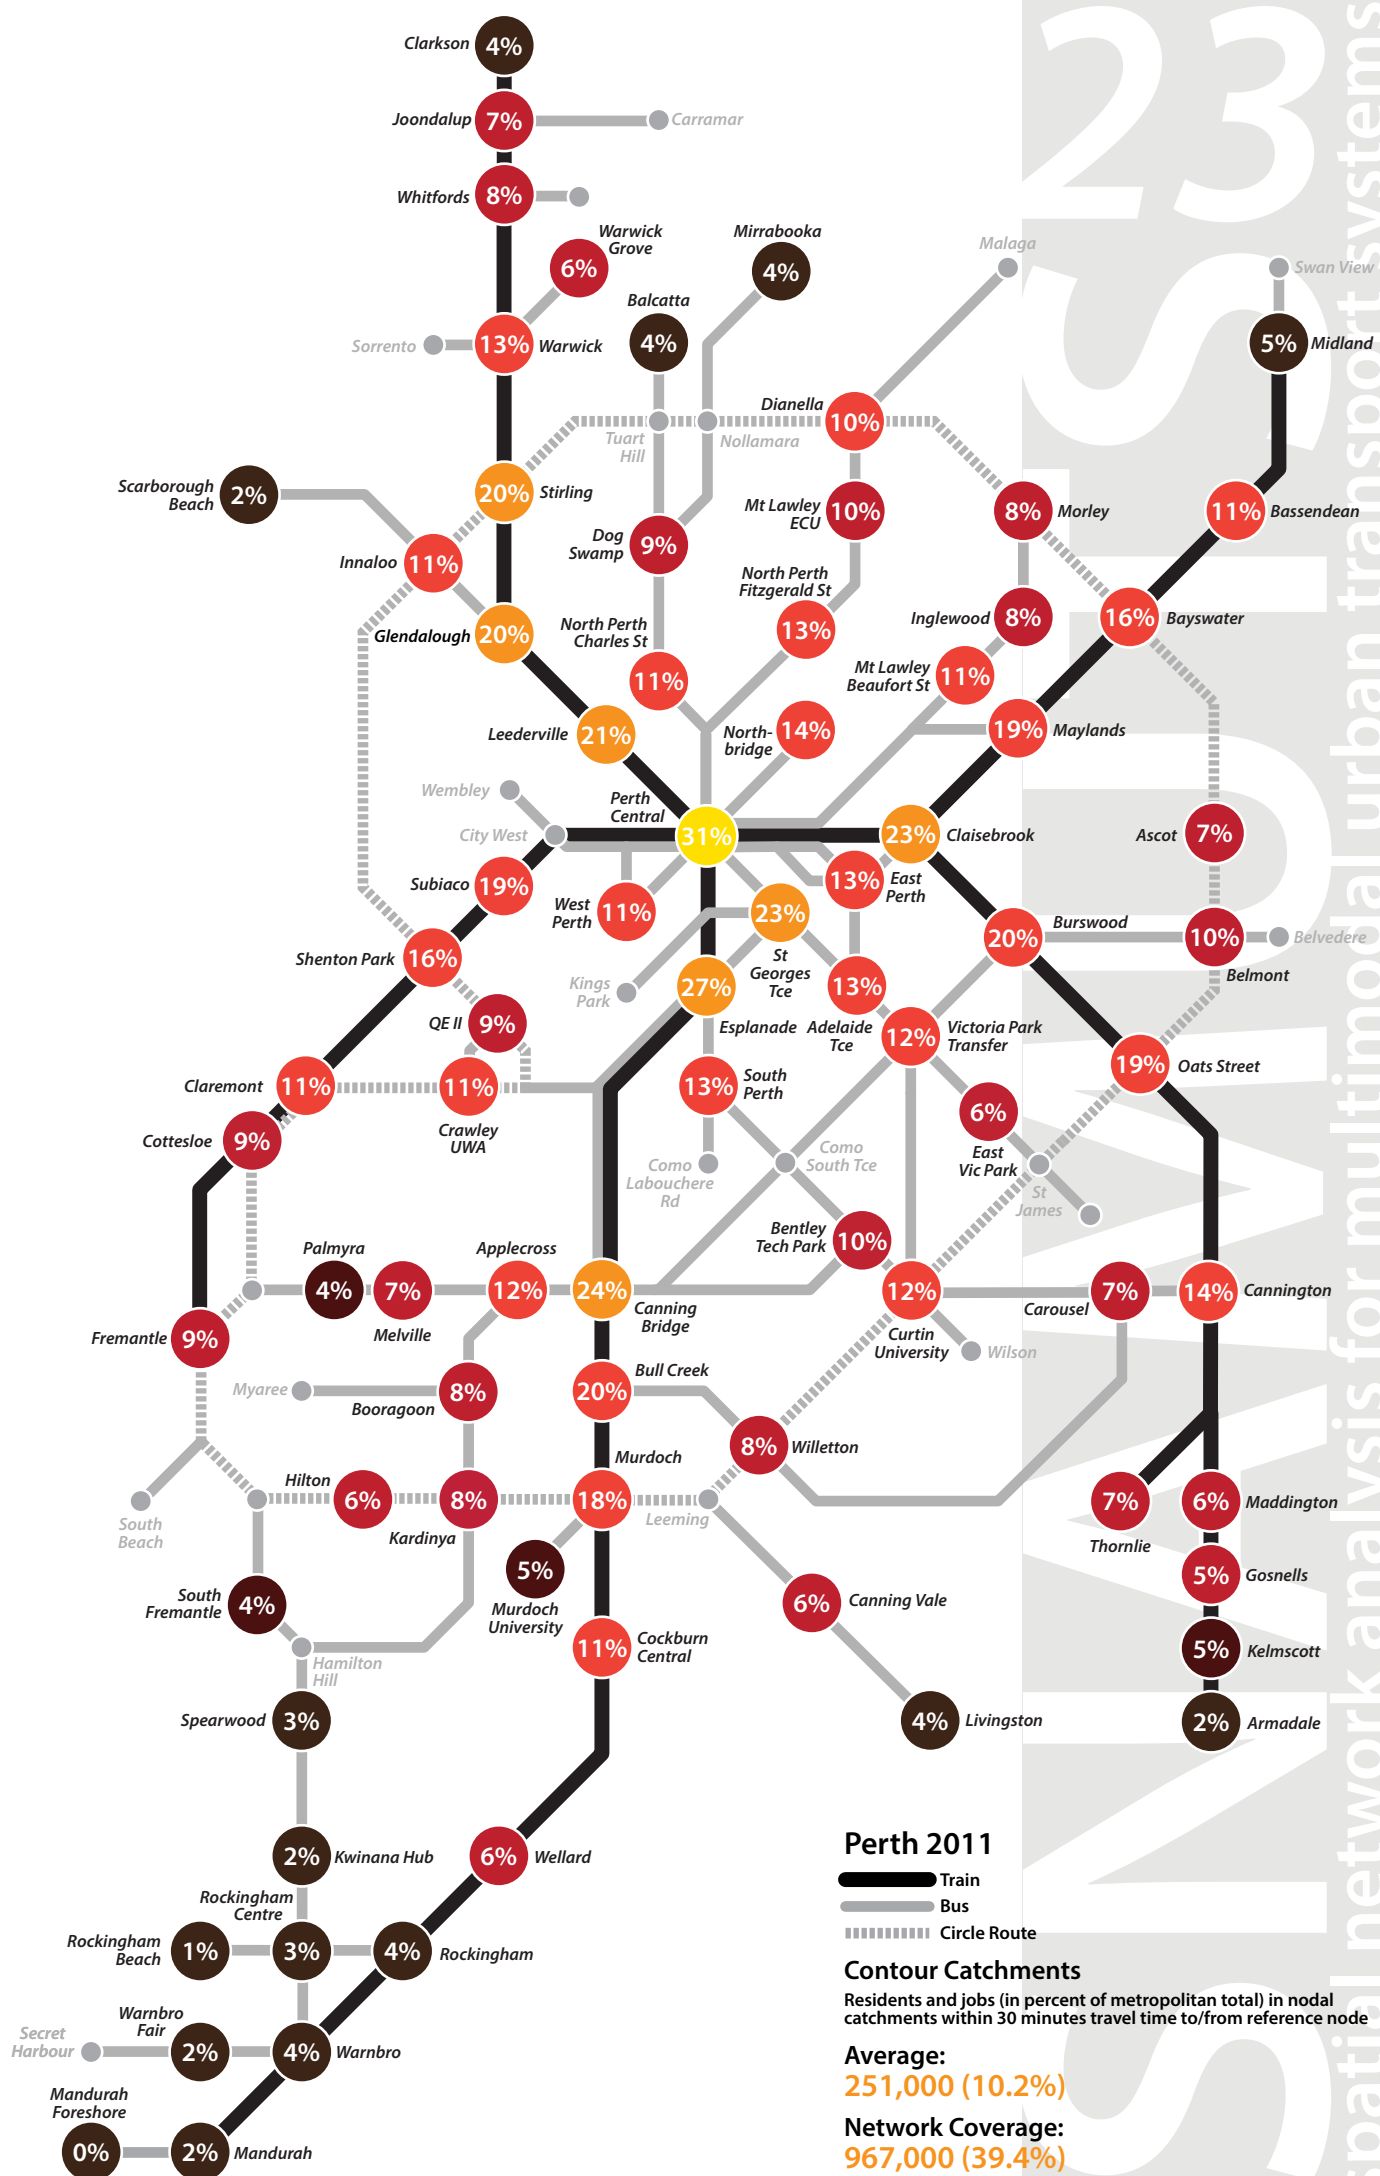 23
SNAMUTS
spatial network analysis for multimodal urban transport systems
Clarkson
4%
Joondalup
7%
Carramar
Whitfords
8%
Warwick
Grove
6%
Mirrabooka
4%
Malaga
Swan View
Balcatta
4%
Sorrento
13%
Warwick
5%
Midland
Dianella
10%
Tuart
Hill
Nollamara
Scarborough
Beach
2%
20%
Stirling
Mt Lawley
ECU
10%
8%
Morley
11%
Bassendean
Dog
Swamp
9%
Innaloo
11%
North Perth
Fitzgerald St
13%
Glendalough
20%
North Perth
Charles St
11%
Inglewood
8%
16%
Bayswater
Mt Lawley
Beaufort St
11%
Leederville
21%
North-
bridge
14%
19%
Maylands
Wembley
Perth
Central
31%
City West
23%
Claisebrook
Ascot
7%
Subiaco
19%
West
Perth
11%
13%
East
Perth
23%
St
Georges
Tce
20%
Burswood
10%
Belvedere
Belmont
Shenton Park
16%
Kings
Park
27%
Esplanade
13%
Adelaide
Tce
QE II
9%
12%
Victoria Park
Transfer
19%
Oats Street
Claremont
11%
11%
Crawley
UWA
13%
South
Perth
6%
East
Vic Park
Cottesloe
9%
Como
Labouchere
Rd
Como
South Tce
St
James
Palmyra
4%
7%
Melville
Applecross
12%
24%
Canning
Bridge
Bentley
Tech Park
10%
12%
Curtin
University
Carousel
7%
14%
Cannington
Fremantle
9%
Wilson
Myaree
8%
Booragoon
20%
Bull Creek
8%
Willetton
Murdoch
18%
Hilton
6%
8%
Kardinya
Leeming
South
Beach
7%
Thornlie
6%
Maddington
5%
Murdoch
University
5%
Gosnells
South
Fremantle
4%
6%
Canning Vale
11%
Cockburn
Central
5%
Kelmscott
Hamilton
Hill
Spearwood
3%
4%
Livingston
2%
Armadale
2%
Kwinana Hub
6%
Wellard
Rockingham
Centre
Rockingham
Beach
1%
3%
4%
Rockingham
Warnbro
Fair
Secret
Harbour
2%
4%
Warnbro
Mandurah
Foreshore
0%
2%
Mandurah
Perth 2011
Train
Bus
Circle Route
Contour Catchments
Residents and jobs (in percent of metropolitan total) in nodal
catchments within 30 minutes travel time to/from reference node
Average:
251,000 (10.2%)
Network Coverage:
967,000 (39.4%)